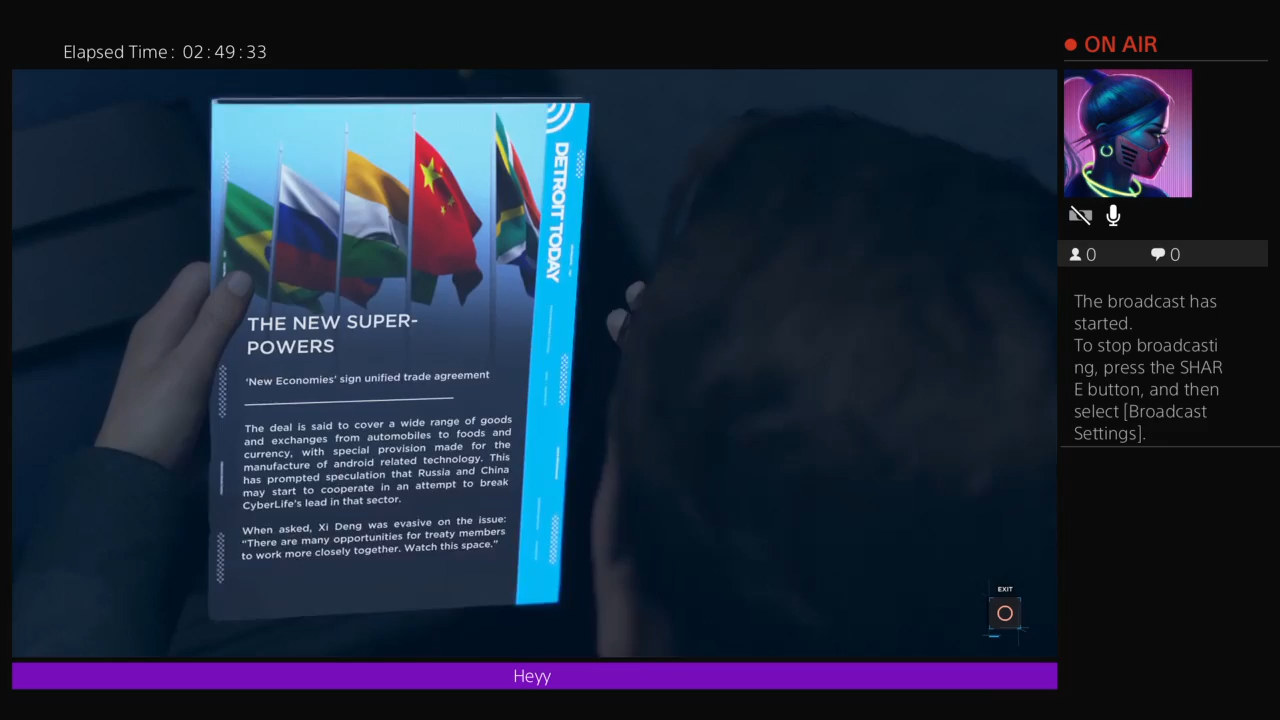 Elapsed Time: 02:49:33
ON AIR
DETROIT TODAY
THE NEW SUPER-
POWERS
'New Economies' sign unified trade agreement
The deal is said to cover a wide range of goods
and exchanges from automobiles to foods and
currency, with special provision made for the
manufacture of android related technology. This
has prompted speculation that Russia and China
may start to cooperate in an attempt to break
CyberLife's lead in that sector.
When asked, Xi Deng was evasive on the issue:
"There are many opportunities for treaty members
to work more closely together. Watch this space."
EXIT
0
0
The broadcast has
started.
To stop broadcasti
ng, press the SHAR
E button, and then
select [Broadcast
Settings].
Heyy